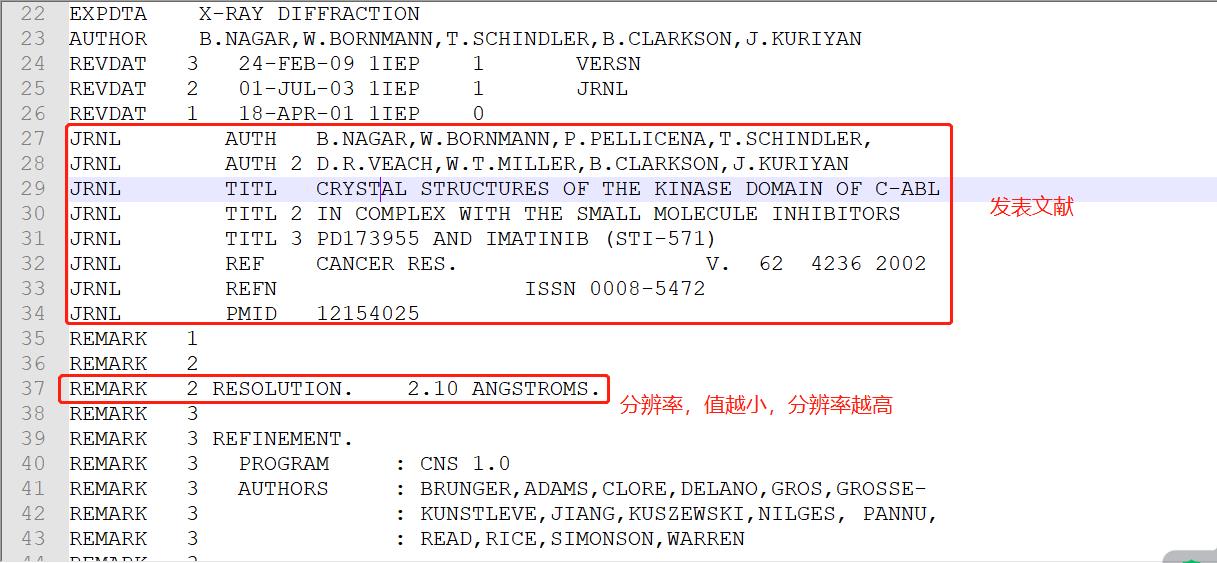 22 EXPDTA    X-RAY DIFFRACTION
23 AUTHOR    B.NAGAR,W.BORNMANN,T.SCHINDLER,B.CLARKSON,J.KURIYAN
24 REVDAT   3   24-FEB-09 1IEP    1       VERSN
25 REVDAT   2   01-JUL-03 1IEP    1       JRNL
26 REVDAT   1   18-APR-01 1IEP    0
27 JRNL        AUTH   B.NAGAR,W.BORNMANN,P.PELLICENA,T.SCHINDLER,
28 JRNL        AUTH 2 D.R.VEACH,W.T.MILLER,B.CLARKSON,J.KURIYAN
29 JRNL        TITL   CRYSTAL STRUCTURES OF THE KINASE DOMAIN OF C-ABL
发表文献
30 JRNL        TITL 2 IN COMPLEX WITH THE SMALL MOLECULE INHIBITORS
31 JRNL        TITL 3 PD173955 AND IMATINIB (STI-571)
32 JRNL        REF    CANCER RES.                   V.  62  4236 2002
33 JRNL        REFN                   ISSN 0008-5472
34 JRNL        PMID   12154025
35 REMARK   1
36 REMARK   2
37 REMARK   2 RESOLUTION.    2.10 ANGSTROMS.
分辨率，值越小，分辨率越高
38 REMARK   3
39 REMARK   3 REFINEMENT.
40 REMARK   3   PROGRAM     : CNS 1.0
41 REMARK   3   AUTHORS     : BRUNGER,ADAMS,CLORE,DELANO,GROS,GROSSE-
42 REMARK   3               : KUNSTLEVE,JIANG,KUSZEWSKI,NILGES, PANNU,
43 REMARK   3               : READ,RICE,SIMONSON,WARREN